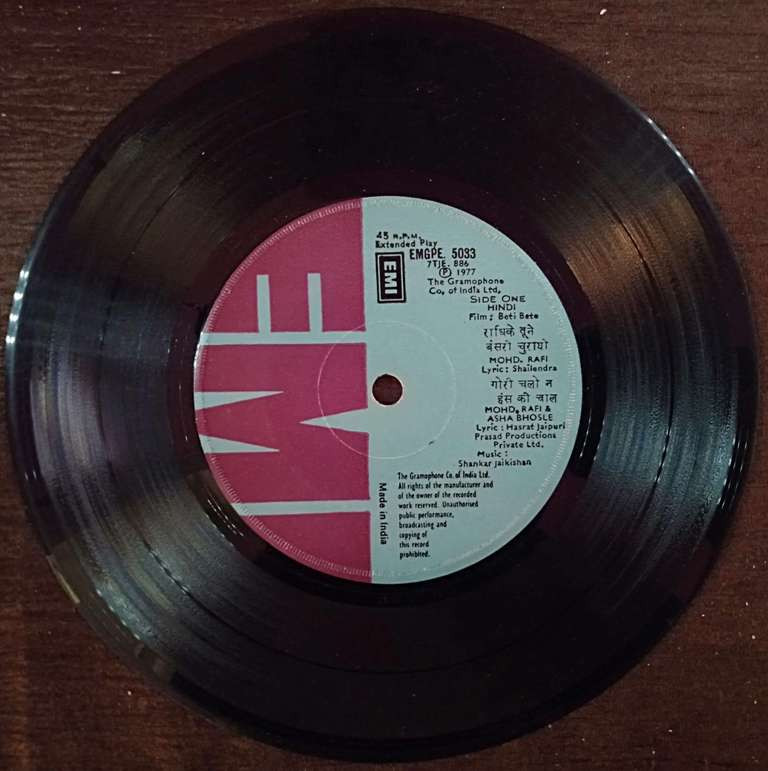 EMI
45 R.P.M.
Extended Play
EMGPE. 5033
7TJE. 886
Ⓟ 1977
EMI
The Gramophone
Co. of India Ltd.
SIDE ONE
HINDI
Film : Beti Bete
राधिके तूने
बंसरी चुरायो
MOHD. RAFI
Lyric : Shailendra
गोरी चलो न
हंस की चाल
MOHD. RAFI &
ASHA BHOSLE
Lyric : Hasrat Jaipuri
Prasad Productions
Private Ltd.
Music :
Shankar Jaikishan
The Gramophone Co. of India Ltd.
All rights of the manufacturer and
of the owner of the recorded
work reserved. Unauthorised
public performance,
broadcasting and
copying of
this record
prohibited.
Made in India